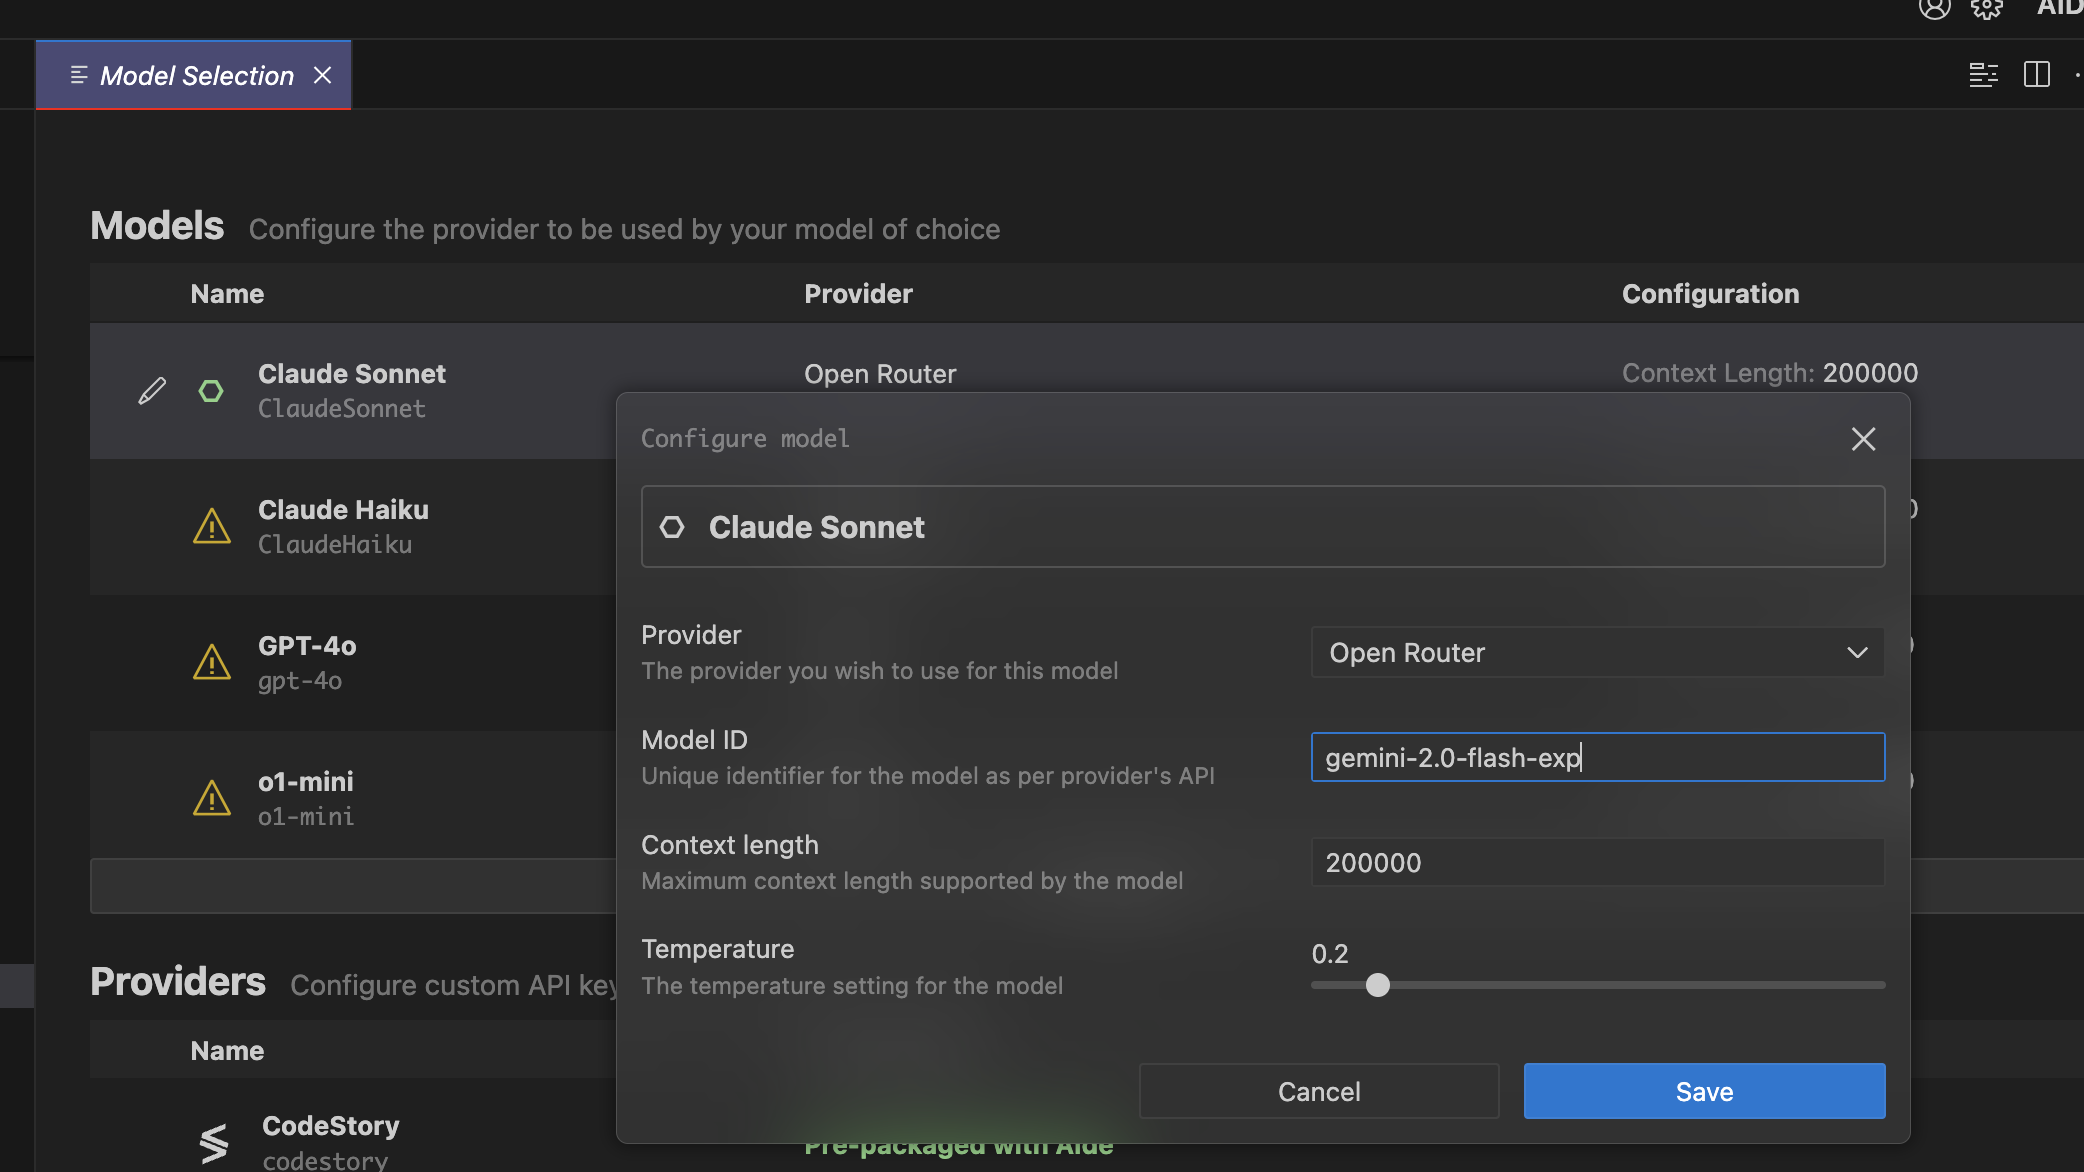 AID
Model Selection
Models Configure the provider to be used by your model of choice
Name Provider Configuration
Claude Sonnet Open Router Context Length: 200000
ClaudeSonnet
Configure model
Claude Haiku
ClaudeHaiku
Claude Sonnet
GPT-4o
gpt-4o
Provider
The provider you wish to use for this model
Open Router
Model ID
Unique identifier for the model as per provider's API
gemini-2.0-flash-exp
o1-mini
o1-mini
Context length
Maximum context length supported by the model
200000
Temperature
The temperature setting for the model
0.2
Providers Configure custom API key
Name
Cancel Save
CodeStory
codestory
Pre-packaged with Aide